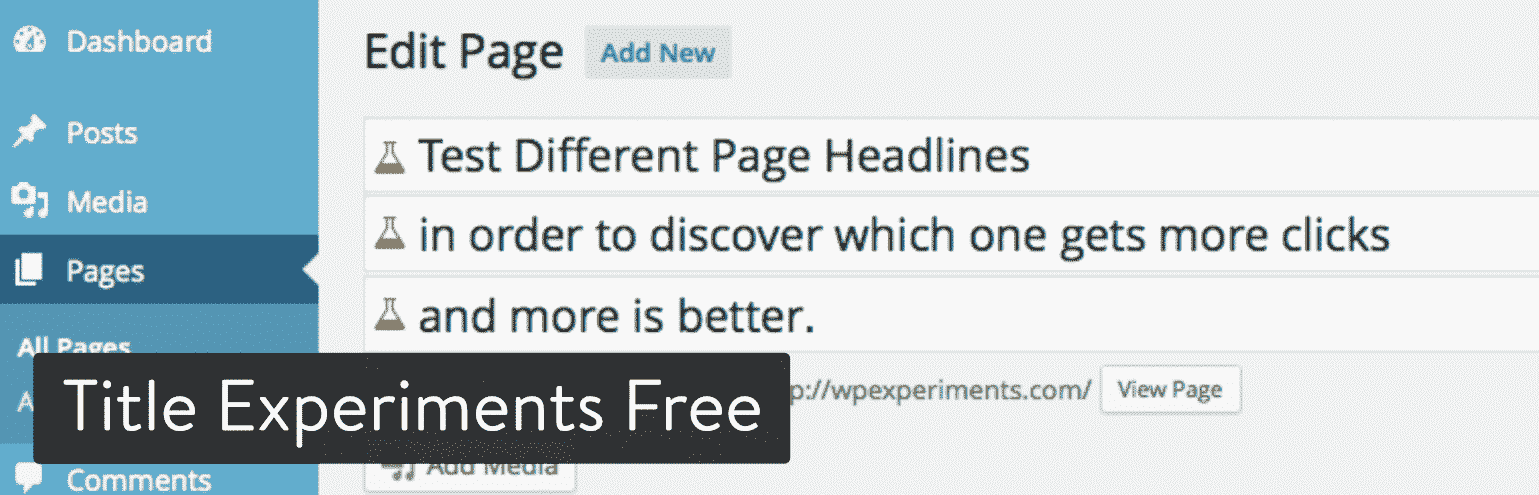 Dashboard
Posts
Media
Pages
All Pages
Comments
Edit Page Add New
Test Different Page Headlines
in order to discover which one gets more clicks
and more is better.
p://wpexperiments.com/ View Page
Add Media
Title Experiments Free